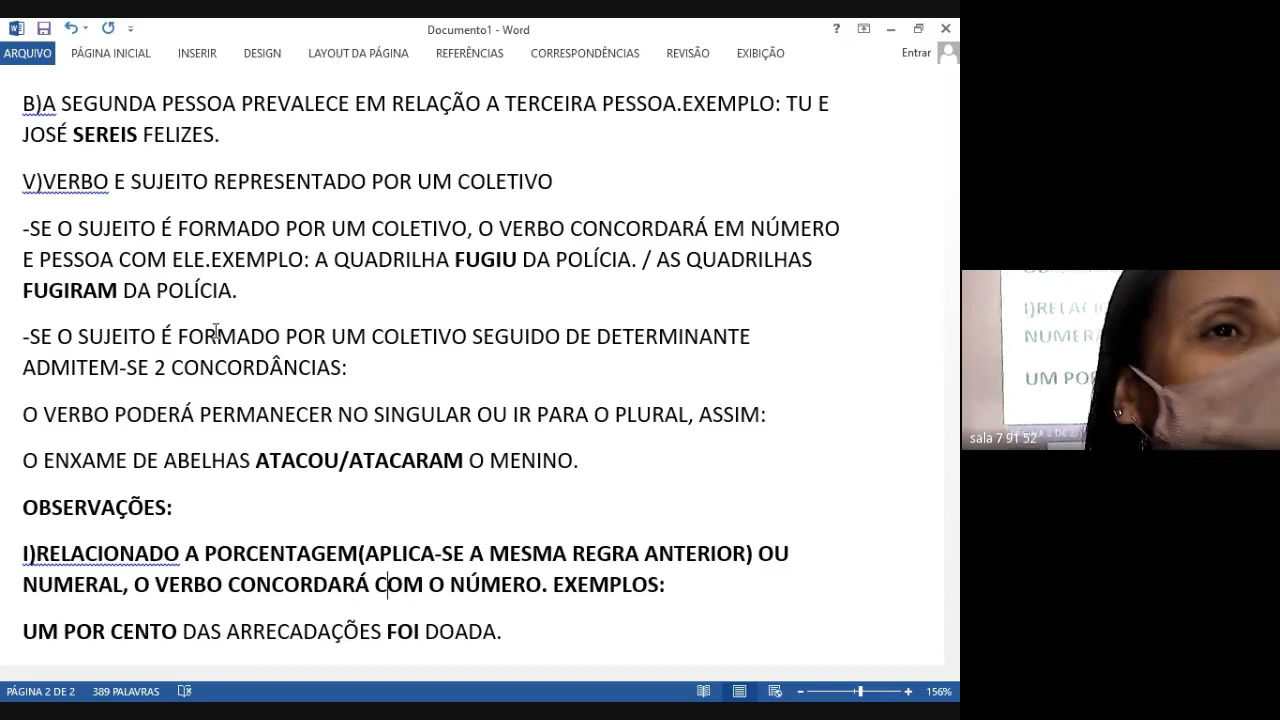 Documento1 - Word
ARQUIVO PÁGINA INICIAL INSERIR DESIGN LAYOUT DA PÁGINA REFERÊNCIAS CORRESPONDÊNCIAS REVISÃO EXIBIÇÃO Entrar
B)A SEGUNDA PESSOA PREVALECE EM RELAÇÃO A TERCEIRA PESSOA.EXEMPLO: TU E
JOSÉ SEREIS FELIZES.
V)VERBO E SUJEITO REPRESENTADO POR UM COLETIVO
-SE O SUJEITO É FORMADO POR UM COLETIVO, O VERBO CONCORDARÁ EM NÚMERO
E PESSOA COM ELE.EXEMPLO: A QUADRILHA FUGIU DA POLÍCIA. / AS QUADRILHAS
FUGIRAM DA POLÍCIA.
-SE O SUJEITO É FORMADO POR UM COLETIVO SEGUIDO DE DETERMINANTE
ADMITEM-SE 2 CONCORDÂNCIAS:
O VERBO PODERÁ PERMANECER NO SINGULAR OU IR PARA O PLURAL, ASSIM:
O ENXAME DE ABELHAS ATACOU/ATACARAM O MENINO.
OBSERVAÇÕES:
I)RELACIONADO A PORCENTAGEM(APLICA-SE A MESMA REGRA ANTERIOR) OU
NUMERAL, O VERBO CONCORDARÁ COM O NÚMERO. EXEMPLOS:
UM POR CENTO DAS ARRECADAÇÕES FOI DOADA.
PÁGINA 2 DE 2 389 PALAVRAS 156%
I)RELACI
NUMER
UM POR
sala 7 91 52